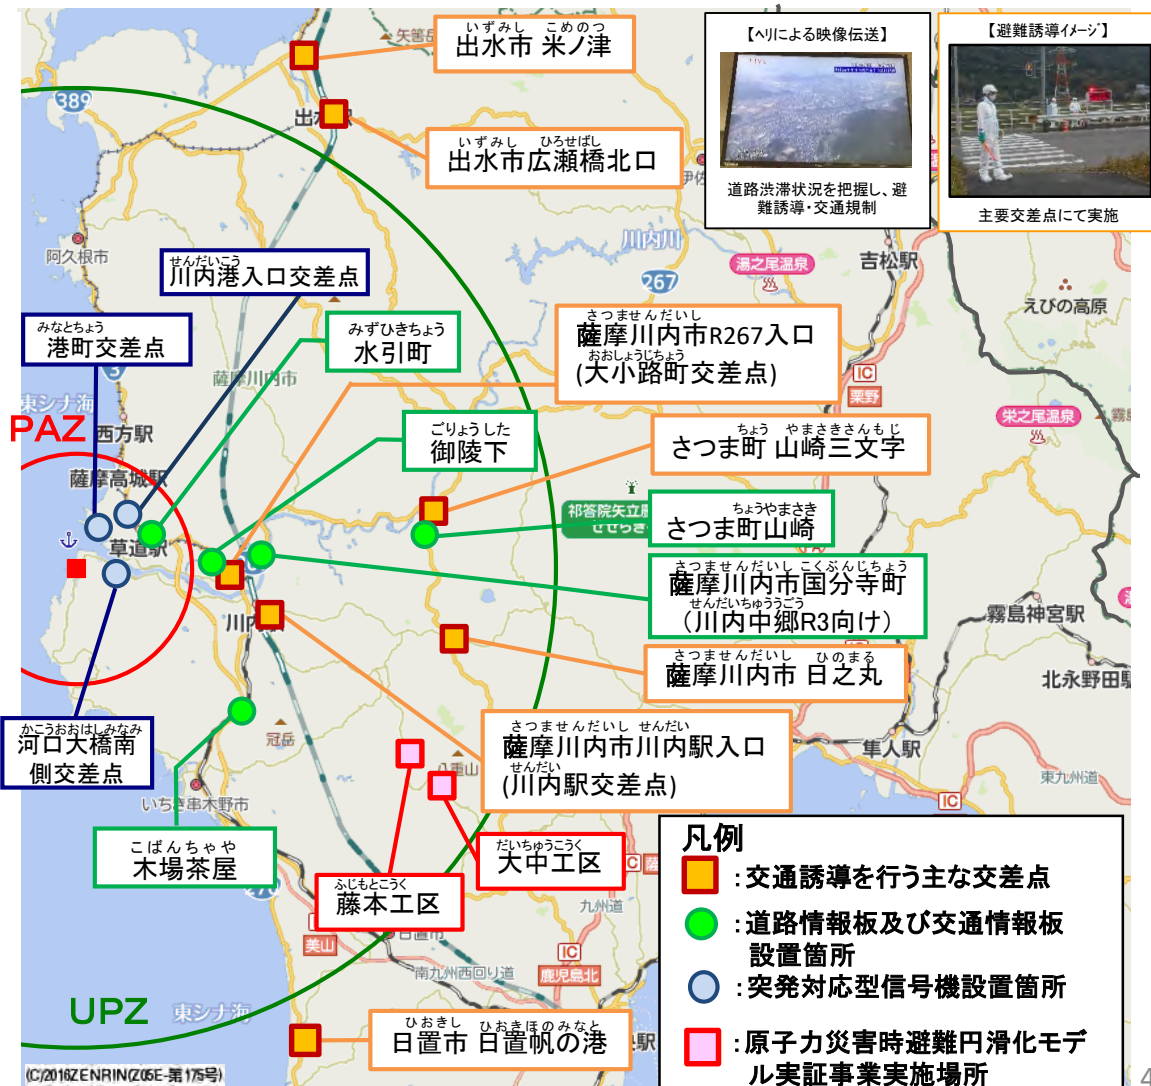 いずみし こめのつ
出水市 米ノ津
矢筈岳
389
いずみし ひろせばし
出水市広瀬橋北口
【ヘリによる映像伝送】
道路渋滞状況を把握し、避
難誘導・交通規制
【避難誘導イメージ】
主要交差点にて実施
阿久根市
せんだいこう
川内港入口交差点
川内川
267
湯之尾温泉
吉松駅
えびの高原
みなとちょう
港町交差点
みずひきちょう
水引町
さつませんだいし
薩摩川内市R267入口
おおしょうじちょう
(大小路町交差点)
薩摩川内市
IC
栗野
東シナ海
PAZ
西方駅
栄之尾温泉
ごりょうした
御陵下
ちょう やまさきさんもじ
さつま町 山崎三文字
薩摩高城駅
草道駅
ちょうやまさき
さつま町山崎
さつませんだいし こくぶんじちょう
薩摩川内市国分寺町
せんだいちゅうごう
(川内中郷R3向け)
霧島神宮駅
さつませんだいし ひのまる
薩摩川内市 日之丸
北永野田駅
かこうおおはしみなみ
河口大橋南
側交差点
冠岳
さつませんだいし せんだい
薩摩川内市川内駅入口
せんだい
(川内駅交差点)
八重山
隼人駅
東九州道
IC
いちき串木野市
こばんちゃや
木場茶屋
だいちゅうこうく
大中工区
ふじもとこうく
藤本工区
九州道
美山
日置市
南九州西回り道
IC
鹿児島北
UPZ
東シナ海
ひおきし ひおきほのみなと
日置市 日置帆の港
凡例
:交通誘導を行う主な交差点
:道路情報板及び交通情報板
設置箇所
:突発対応型信号機設置箇所
:原子力災害時避難円滑化モデ
ル実証事業実施場所
(C)2016ZENRIN(Z05E-第175号)
4